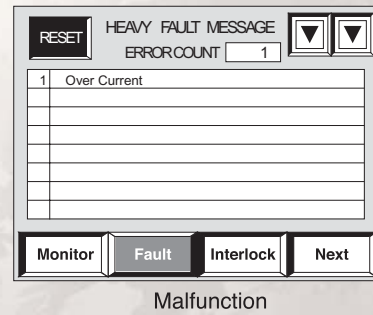 RESET
HEAVY FAULT MESSAGE
ERROR COUNT 1
1 Over Current
Monitor Fault Interlock Next
Malfunction